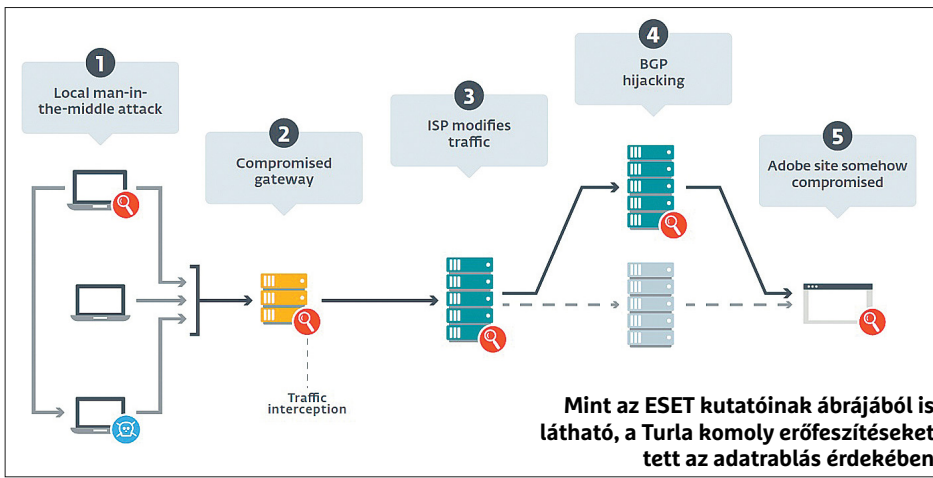 1
Local man-in-
the-middle attack
2
Compromised
gateway
3
ISP modifies
traffic
4
BGP
hijacking
5
Adobe site somehow
compromised
Traffic
interception
Mint az ESET kutatóinak ábrájából is
látható, a Turla komoly erőfeszítéseket
tett az adatrablás érdekében